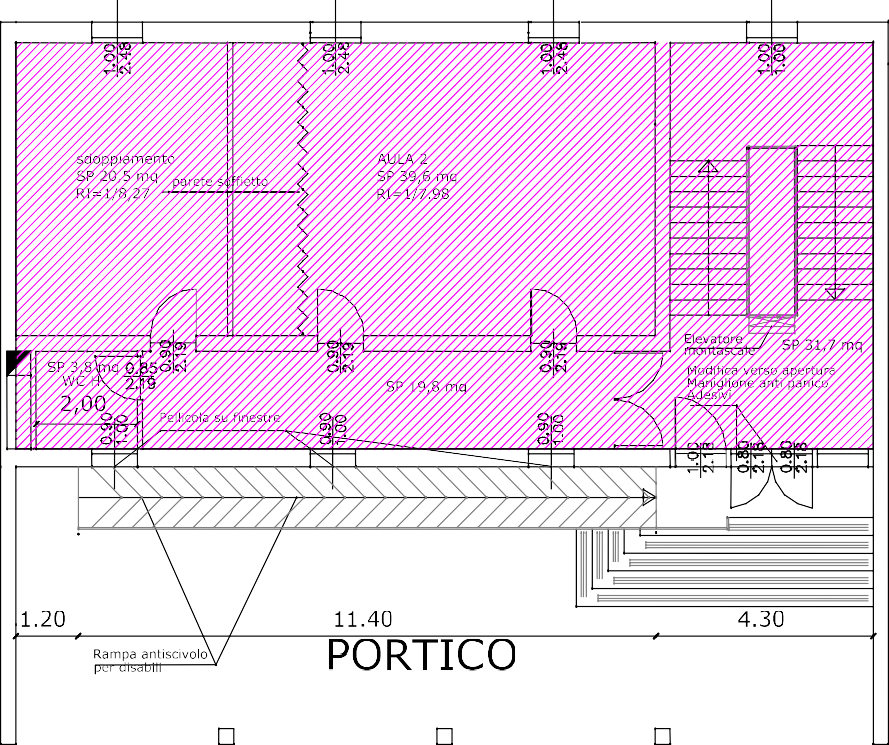 1.00
2.48
1.00
2.48
1.00
2.48
1.00
1.00
sdoppiamento
SP 20,5 mq
RI=1/8,27
parete soffietto
AULA 2
SP 39,6 mq
RI=1/7,98
0.90
2.19
0.90
2.19
0.90
2.19
Elevatore
montascale
SP 31,7 mq
SP 3,8 mq
WC H
0.85
2.19
2,00
SP 19,8 mq
Modifica verso apertura
Maniglione anti panico
Adesivi
Pellicola su finestre
0.90
1.00
0.90
1.00
0.90
1.00
1.00
2.18
0.80
2.18
0.80
2.18
1.20
11.40
4.30
PORTICO
Rampa antiscivolo
per disabili